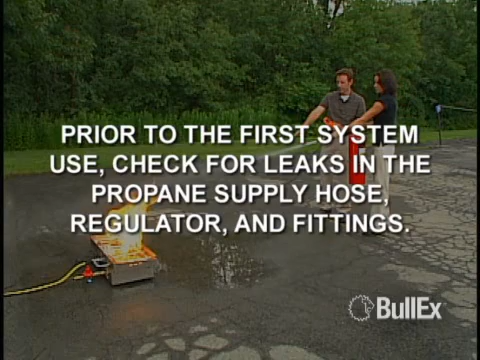 PRIOR TO THE FIRST SYSTEM
USE, CHECK FOR LEAKS IN THE
PROPANE SUPPLY HOSE,
REGULATOR, AND FITTINGS.
BullEx